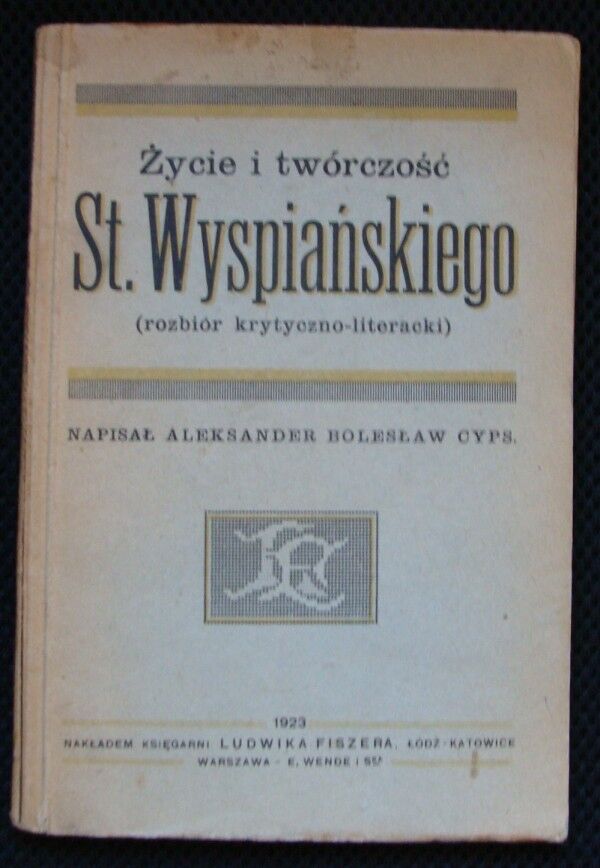 Życie i twórczość
St. Wyspiańskiego
(rozbiór krytyczno-literacki)
NAPISAŁ ALEKSANDER BOLESŁAW CYPS.
1923
NAKŁADEM KSIĘGARNI LUDWIKA FISZERA, ŁÓDŹ-KATOWICE
WARSZAWA - E. WENDE I